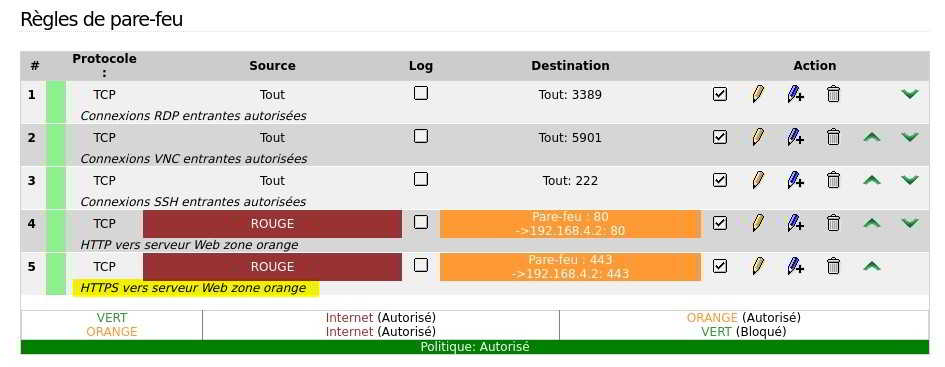 Règles de pare-feu
# Protocole : Source Log Destination Action
1 TCP Tout Tout: 3389
Connexions RDP entrantes autorisées
2 TCP Tout Tout: 5901
Connexions VNC entrantes autorisées
3 TCP Tout Tout: 222
Connexions SSH entrantes autorisées
4 TCP ROUGE Pare-feu : 80
->192.168.4.2: 80
HTTP vers serveur Web zone orange
5 TCP ROUGE Pare-feu : 443
->192.168.4.2: 443
HTTPS vers serveur Web zone orange
VERT Internet (Autorisé) ORANGE (Autorisé)
ORANGE Internet (Autorisé) VERT (Bloqué)
Politique: Autorisé